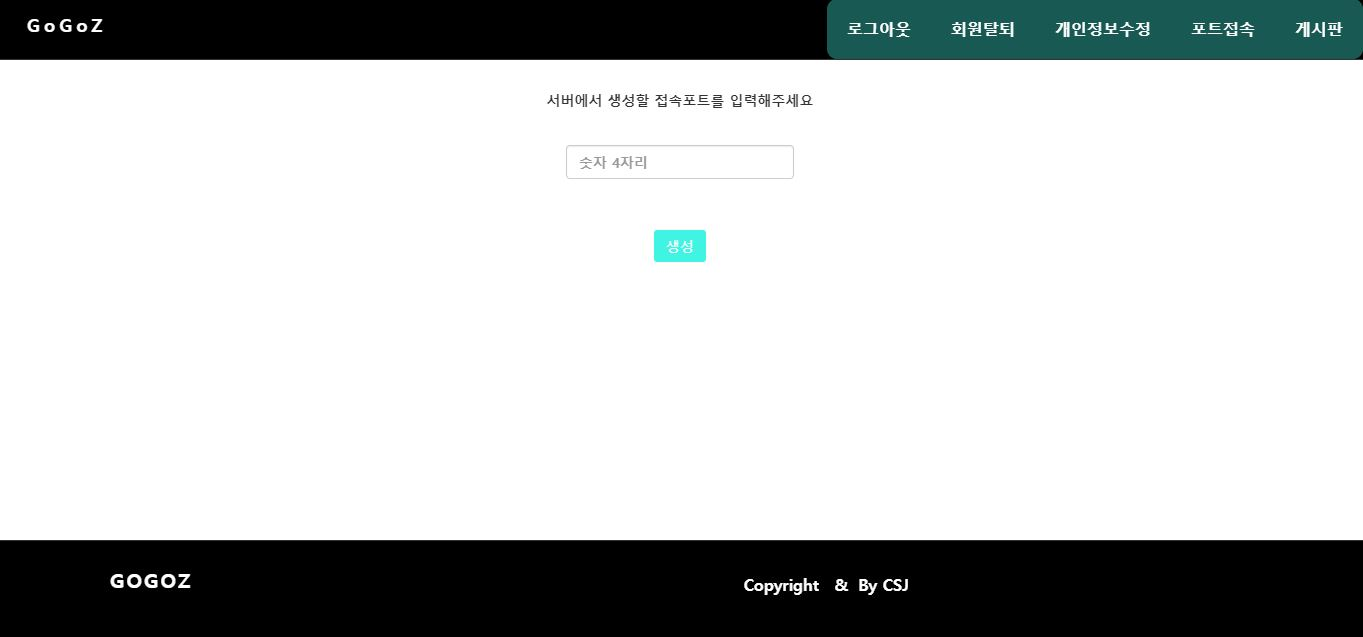 GoGoZ
로그아웃 회원탈퇴 개인정보수정 포트접속 게시판
서버에서 생성할 접속포트를 입력해주세요
숫자 4자리
생성
GOGOZ
Copyright & By CSJ